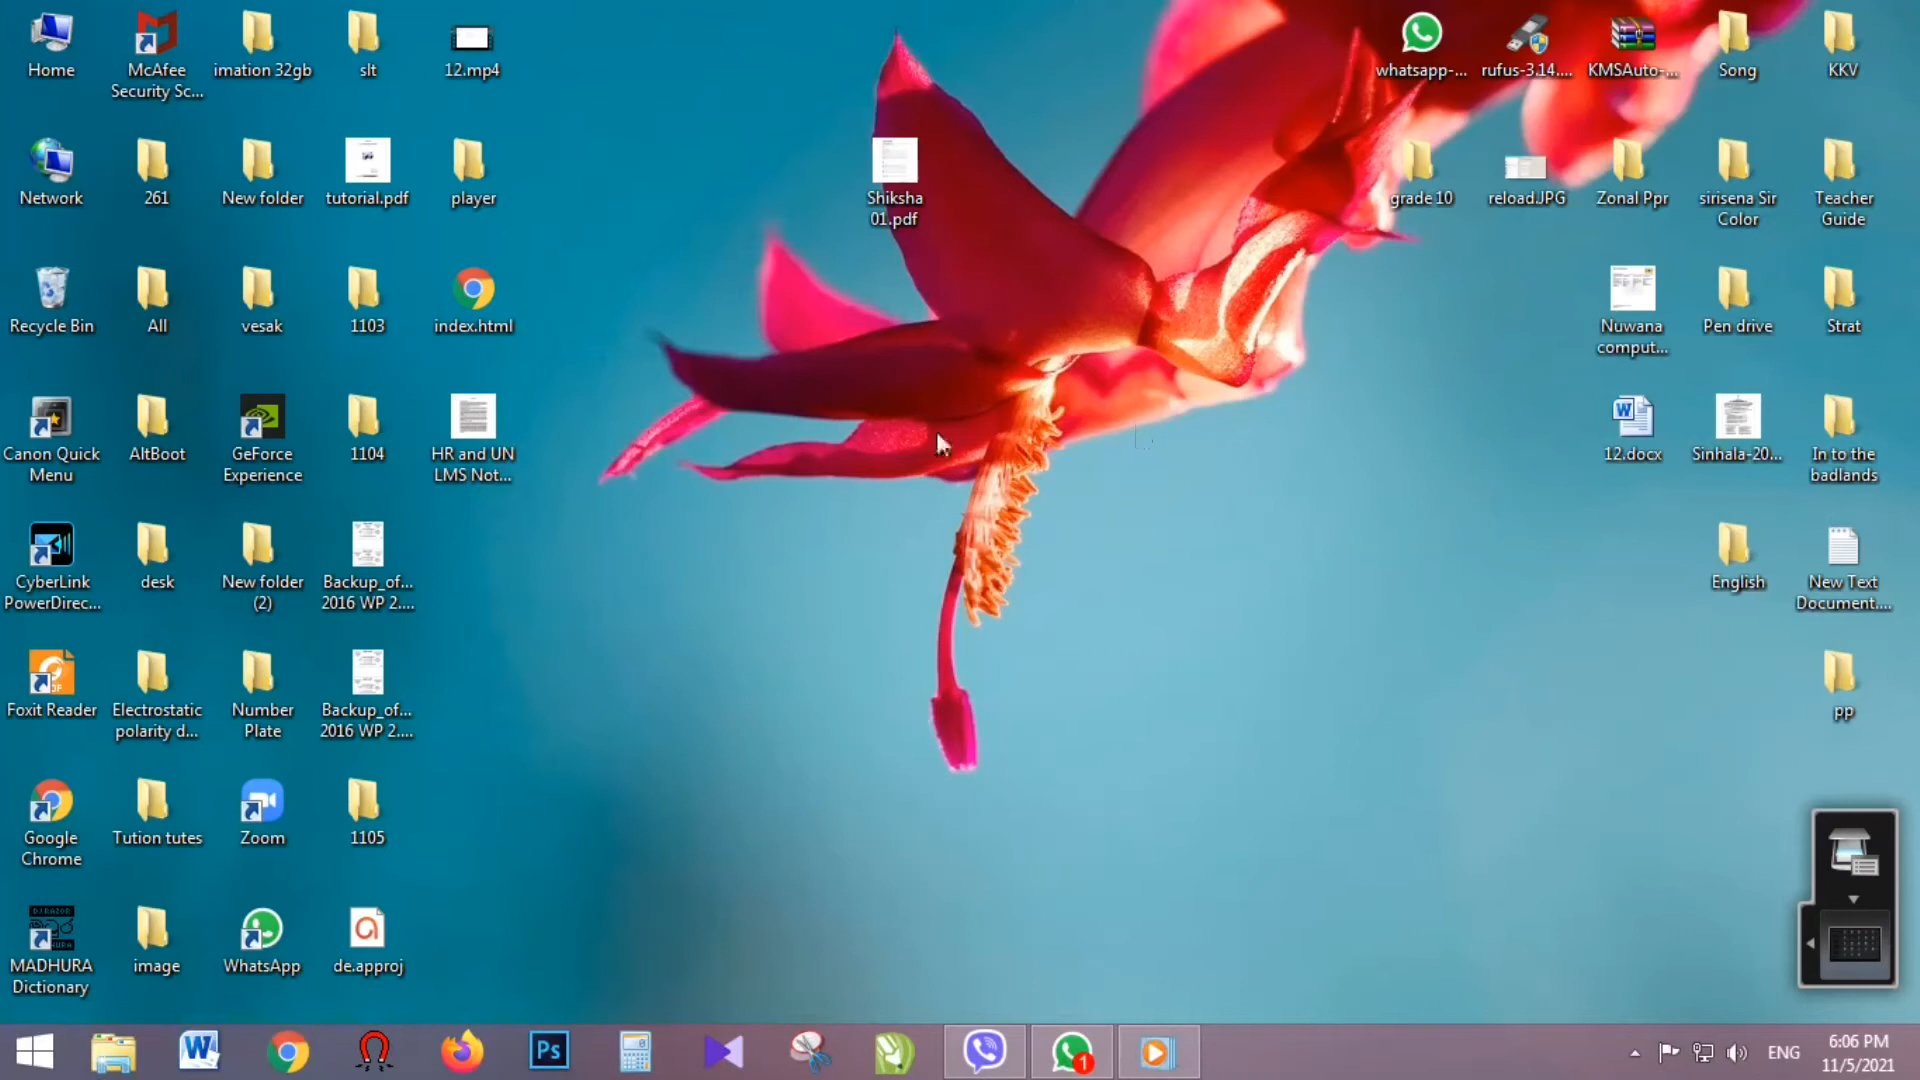 Home
McAfee
Security Sc...
imation 32gb
slt
12.mp4
whatsapp-...
rufus-3.14....
KMSAuto-...
Song
KKV
Network
261
New folder
tutorial.pdf
player
Shiksha
01.pdf
grade 10
reload.JPG
Zonal Ppr
sirisena Sir
Color
Teacher
Guide
Recycle Bin
All
vesak
1103
index.html
Nuwana
comput...
Pen drive
Strat
Canon Quick
Menu
AltBoot
GeForce
Experience
1104
HR and UN
LMS Not...
12.docx
Sinhala-20...
In to the
badlands
CyberLink
PowerDirec...
desk
New folder
(2)
Backup_of...
2016 WP 2....
English
New Text
Document....
Foxit Reader
Electrostatic
polarity d...
Number
Plate
Backup_of...
2016 WP 2....
pp
Google
Chrome
Tution tutes
Zoom
1105
MADHURA
Dictionary
image
WhatsApp
de.approj
Ps
1
ENG
6:06 PM
11/5/2021